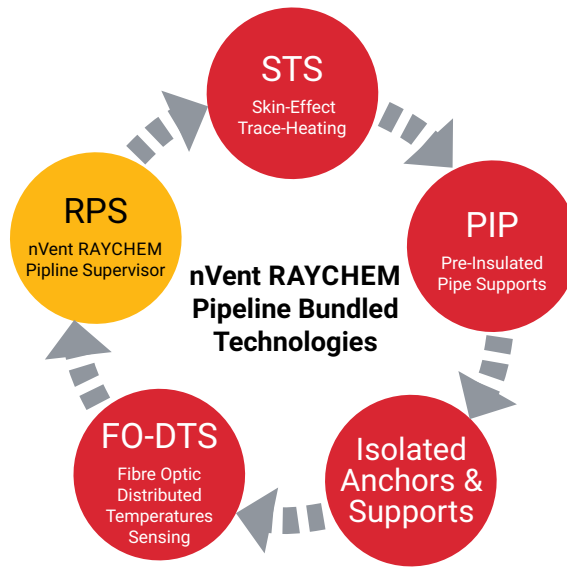 STS
Skin-Effect
Trace-Heating
PIP
Pre-Insulated
Pipe Supports
Isolated
Anchors &
Supports
FO-DTS
Fibre Optic
Distributed
Temperatures
Sensing
RPS
nVent RAYCHEM
Pipline Supervisor
nVent RAYCHEM
Pipeline Bundled
Technologies